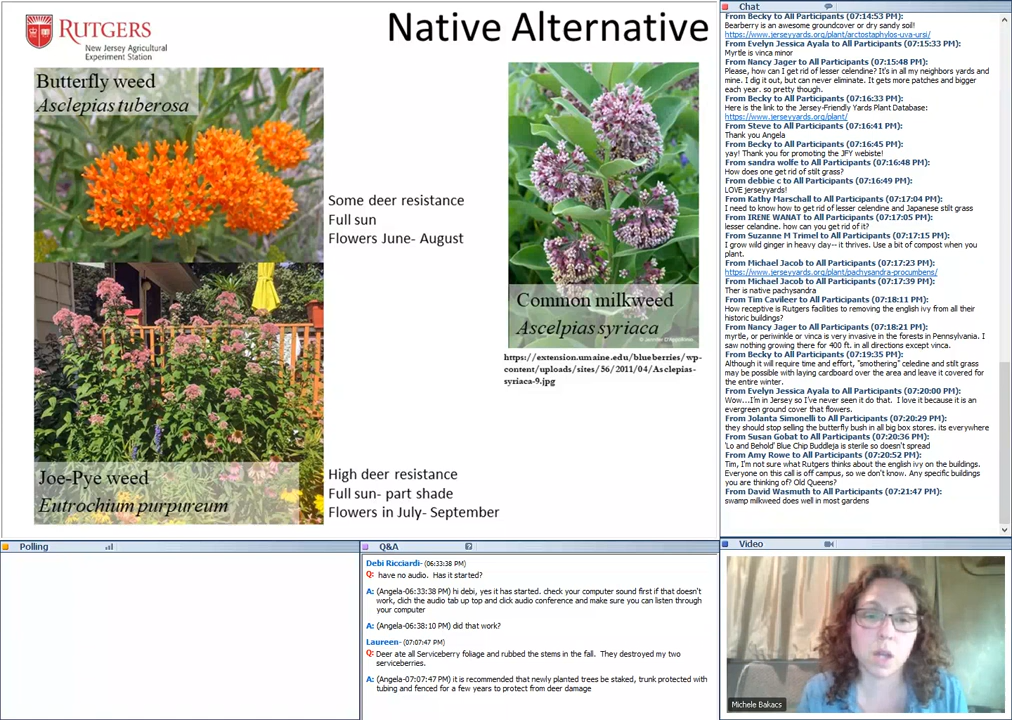 RUTGERS
New Jersey Agricultural
Experiment Station
Native Alternative
Butterfly weed
Asclepias tuberosa
Some deer resistance
Full sun
Flowers June- August
Common milkweed
Ascelpias syriaca
https://extension.umaine.edu/blueberries/wp-
content/uploads/sites/56/2011/04/Asclepias-
syriaca-9.jpg
Joe-Pye weed
Eutrochium purpureum
High deer resistance
Full sun- part shade
Flowers in July- September
Chat
From Becky to All Participants (07:14:53 PM):
Bearberry is an awesome groundcover or dry sandy soil!
https://www.jerseyyards.org/plant/arctostaphylos-uva-ursi/
From Evelyn Jessica Ayala to All Participants (07:15:33 PM):
Myrtle is vinca minor
From Nancy Jager to All Participants (07:15:48 PM):
Please, how can I get rid of lesser celendine? It's in all my neighbors yards and
mine. I dig it out, but can never eliminate. It gets more patches and bigger
each year. so pretty though.
From Becky to All Participants (07:16:33 PM):
Here is the link to the Jersey-Friendly Yards Plant Database:
https://www.jerseyyards.org/plant/
From Steve to All Participants (07:16:41 PM):
Thank you Angela
From Becky to All Participants (07:16:45 PM):
yay! Thank you for promoting the JFY webiste!
From sandra wolfe to All Participants (07:16:48 PM):
How does one get rid of stilt grass?
From debbie c to All Participants (07:16:49 PM):
LOVE Jerseyyards!
From Kathy Marschall to All Participants (07:17:04 PM):
I need to know how to get rid of lesser celendine and Japanese stilt grass
From IRENE WANAT to All Participants (07:17:05 PM):
lesser celandine. how can you get rid of it?
From Suzanne M Trimel to All Participants (07:17:15 PM):
I grow wild ginger in heavy clay-- it thrives. Use a bit of compost when you
plant.
From Michael Jacob to All Participants (07:17:23 PM):
https://www.jerseyyards.org/plant/pachysandra-procumbens/
From Michael Jacob to All Participants (07:17:39 PM):
Ther is native pachysandra
From Tim Cavileer to All Participants (07:18:11 PM):
How receptive is Rutgers facilities to removing the english ivy from all their
historic buildings?
From Nancy Jager to All Participants (07:18:21 PM):
myrtle, or periwinkle or vinca is very invasive in the forests in Pennsylvania. I
saw nothing growing there for 400 ft. in all directions except vinca.
From Becky to All Participants (07:19:35 PM):
Although it will require time and effort, "smothering" celedine and stilt grass
may be possible with laying cardboard over the area and leave it covered for
the entire winter.
From Evelyn Jessica Ayala to All Participants (07:20:00 PM):
Wow...I'm in Jersey so I've never seen it do that. I love it because it is an
evergreen ground cover that flowers.
From Jolanta Simonelli to All Participants (07:20:29 PM):
they should stop selling the butterfly bush in all big box stores. its everywhere
From Susan Gobat to All Participants (07:20:36 PM):
'Lo and Behold' Blue Chip Buddleja is sterile so doesn't spread
From Amy Rowe to All Participants (07:20:52 PM):
Tim, I'm not sure what Rutgers thinks about the english ivy on the buildings.
Everyone on this call is off campus, so we don't know. Any specific buildings
you are thinking of? Old Queens?
From David Wasmuth to All Participants (07:21:47 PM):
swamp milkweed does well in most gardens
Polling
Q&A
Debi Ricciardi- (06:33:38 PM)
Q: have no audio. Has it started?
A: (Angela-06:33:38 PM) hi debi, yes it has started. check your computer sound first if that doesn't
work, clich the audio tab up top and click audio conference and make sure you can listen through
your computer
A: (Angela-06:38:10 PM) did that work?
Laureen- (07:07:47 PM)
Q: Deer ate all Serviceberry foliage and rubbed the stems in the fall. They destroyed my two
serviceberries.
A: (Angela-07:07:47 PM) it is recommended that newly planted trees be staked, trunk protected with
tubing and fenced for a few years to protect from deer damage
Video
Michele Bakacs